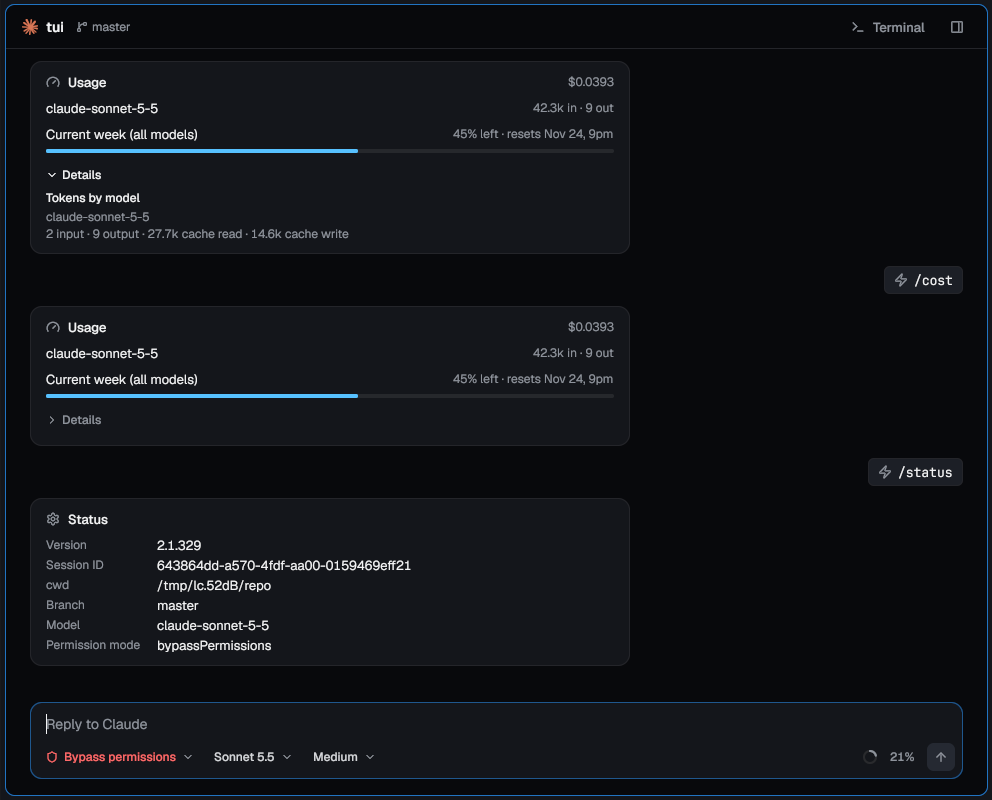 tui master Terminal
Usage $0.0393
claude-sonnet-5-5 42.3k in · 9 out
Current week (all models) 45% left · resets Nov 24, 9pm
Details
Tokens by model
claude-sonnet-5-5
2 input · 9 output · 27.7k cache read · 14.6k cache write
/cost
Usage $0.0393
claude-sonnet-5-5 42.3k in · 9 out
Current week (all models) 45% left · resets Nov 24, 9pm
Details
/status
Status
Version 2.1.329
Session ID 643864dd-a570-4fdf-aa00-0159469eff21
cwd /tmp/lc.52dB/repo
Branch master
Model claude-sonnet-5-5
Permission mode bypassPermissions
Reply to Claude
Bypass permissions Sonnet 5.5 Medium 21%